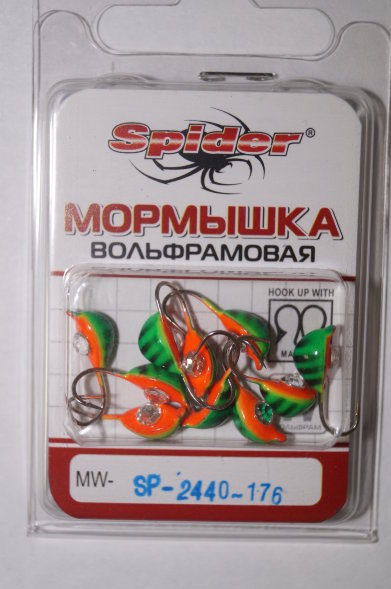 Spider®
МОРМЫШКА
ВОЛЬФРАМОВАЯ
HOOK UP WITH
MW- SP-2440-176